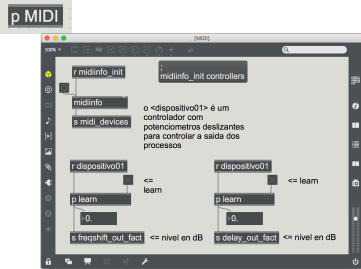 p MIDI
[MIDI]
100%
r midiinfo_init
;
midiinfo_init controllers
midiinfo
s midi_devices
o <dispositivo01> é um
controlador com
potenciometros deslizantes
para controlar a saida dos
processos
r dispositivo01
<=
learn
p learn
0.
s freqshift_out_fact
<= nivel en dB
r dispositivo01
<= learn
p learn
0.
s delay_out_fact
<= nivel en dB